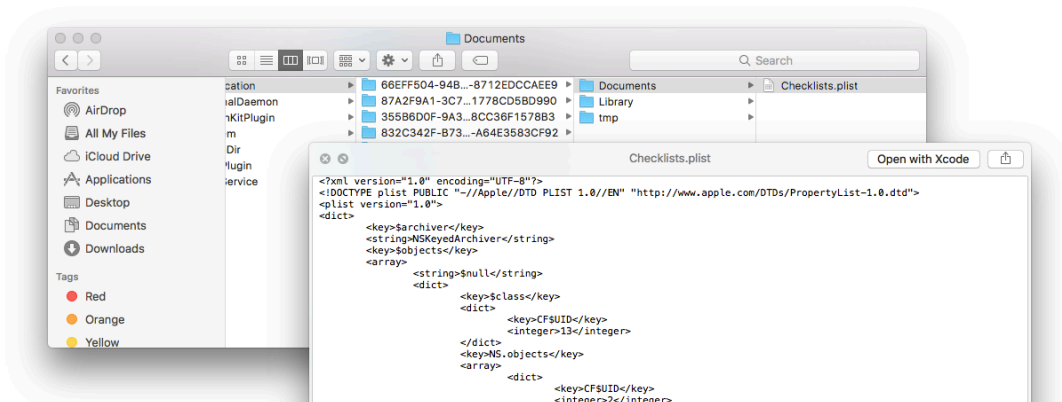 Documents
Search
Favorites
AirDrop
All My Files
iCloud Drive
Applications
Desktop
Documents
Downloads
Tags
Red
Orange
Yellow
cation
alDaemon
nKitPlugin
m
Dir
Plugin
Service
66EFF504-94B...-8712EDCCAEE9
87A2F9A1-3C7...1778CD5BD990
355B6D0F-9A3...8CC36F1578B3
832C342F-B73...-A64E3583CF92
Documents
Library
tmp
Checklists.plist
Checklists.plist
Open with Xcode
<?xml version="1.0" encoding="UTF-8"?>
<!DOCTYPE plist PUBLIC "-//Apple//DTD PLIST 1.0//EN" "http://www.apple.com/DTDs/PropertyList-1.0.dtd">
<plist version="1.0">
<dict>
<key>$archiver</key>
<string>NSKeyedArchiver</string>
<key>$objects</key>
<array>
<string>$null</string>
<dict>
<key>$class</key>
<dict>
<key>CF$UID</key>
<integer>13</integer>
</dict>
<key>NS.objects</key>
<array>
<dict>
<key>CF$UID</key>
<integer>2</integer>